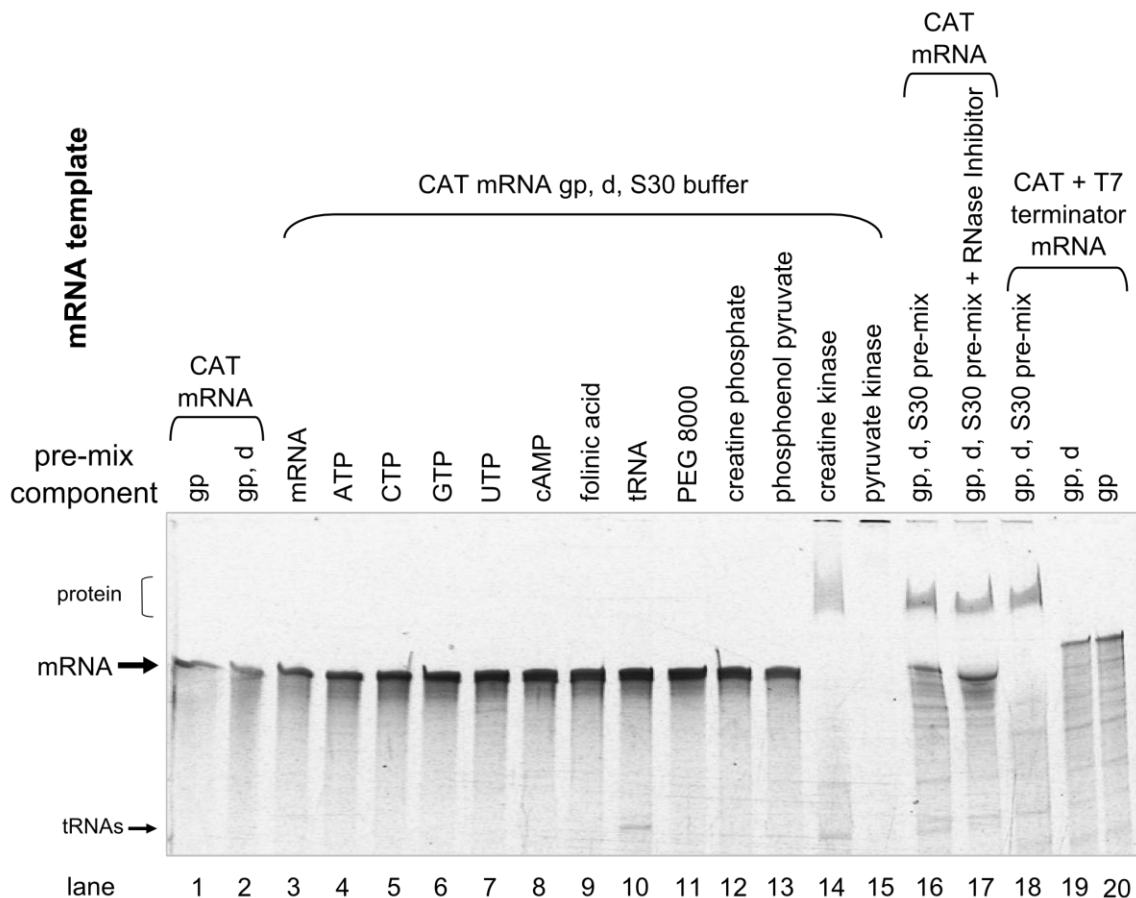 CAT
mRNA
CAT mRNA gp, d, S30 buffer
CAT + T7
terminator
mRNA
mRNA template
CAT
mRNA
pre-mix
component
gp
gp, d
mRNA
ATP
CTP
GTP
UTP
cAMP
folinic acid
tRNA
PEG 8000
creatine phosphate
phosphoenol pyruvate
creatine kinase
pyruvate kinase
gp, d, S30 pre-mix
gp, d, S30 pre-mix + RNase Inhibitor
gp, d, S30 pre-mix
gp, d
gp
protein
mRNA
tRNAs
lane 1 2 3 4 5 6 7 8 9 10 11 12 13 14 15 16 17 18 19 20